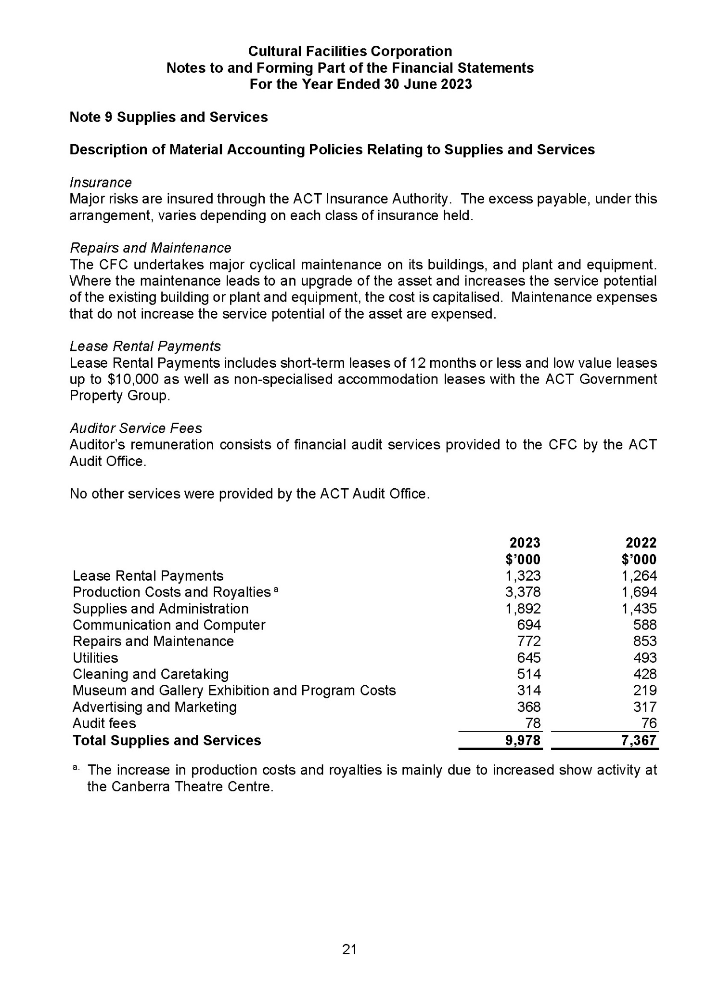 Cultural Facilities Corporation
Notes to and Forming Part of the Financial Statements
For the Year Ended 30 June 2023
Note 9 Supplies and Services
Description of Material Accounting Policies Relating to Supplies and Services
Insurance
Major risks are insured through the ACT Insurance Authority. The excess payable, under this
arrangement, varies depending on each class of insurance held.
Repairs and Maintenance
The CFC undertakes major cyclical maintenance on its buildings, and plant and equipment.
Where the maintenance leads to an upgrade of the asset and increases the service potential
of the existing building or plant and equipment, the cost is capitalised. Maintenance expenses
that do not increase the service potential of the asset are expensed.
Lease Rental Payments
Lease Rental Payments includes short-term leases of 12 months or less and low value leases
up to $10,000 as well as non-specialised accommodation leases with the ACT Government
Property Group.
Auditor Service Fees
Auditor’s remuneration consists of financial audit services provided to the CFC by the ACT
Audit Office.
No other services were provided by the ACT Audit Office.
2023 2022
$’000 $’000
Lease Rental Payments 1,323 1,264
Production Costs and Royalties a 3,378 1,694
Supplies and Administration 1,892 1,435
Communication and Computer 694 588
Repairs and Maintenance 772 853
Utilities 645 493
Cleaning and Caretaking 514 428
Museum and Gallery Exhibition and Program Costs 314 219
Advertising and Marketing 368 317
Audit fees 78 76
Total Supplies and Services 9,978 7,367
a. The increase in production costs and royalties is mainly due to increased show activity at
the Canberra Theatre Centre.
21